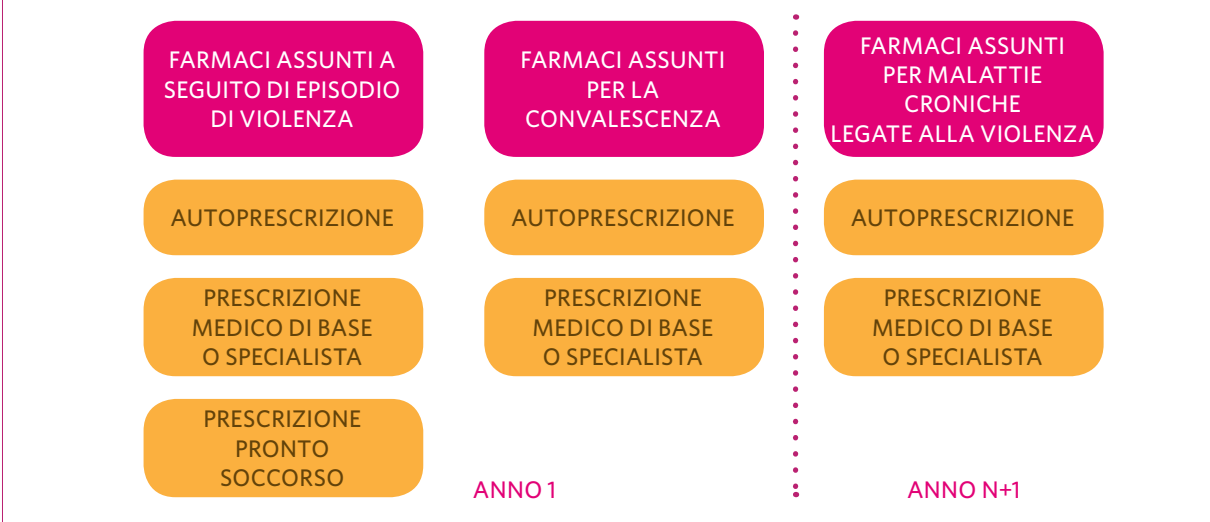 FARMACI ASSUNTI A
SEGUITO DI EPISODIO
DI VIOLENZA
AUTOPRESCRIZIONE
PRESCRIZIONE
MEDICO DI BASE
O SPECIALISTA
PRESCRIZIONE
PRONTO
SOCCORSO
FARMACI ASSUNTI
PER LA
CONVALESCENZA
AUTOPRESCRIZIONE
PRESCRIZIONE
MEDICO DI BASE
O SPECIALISTA
ANNO 1
FARMACI ASSUNTI
PER MALATTIE
CRONICHE
LEGATE ALLA VIOLENZA
AUTOPRESCRIZIONE
PRESCRIZIONE
MEDICO DI BASE
O SPECIALISTA
ANNO N+1